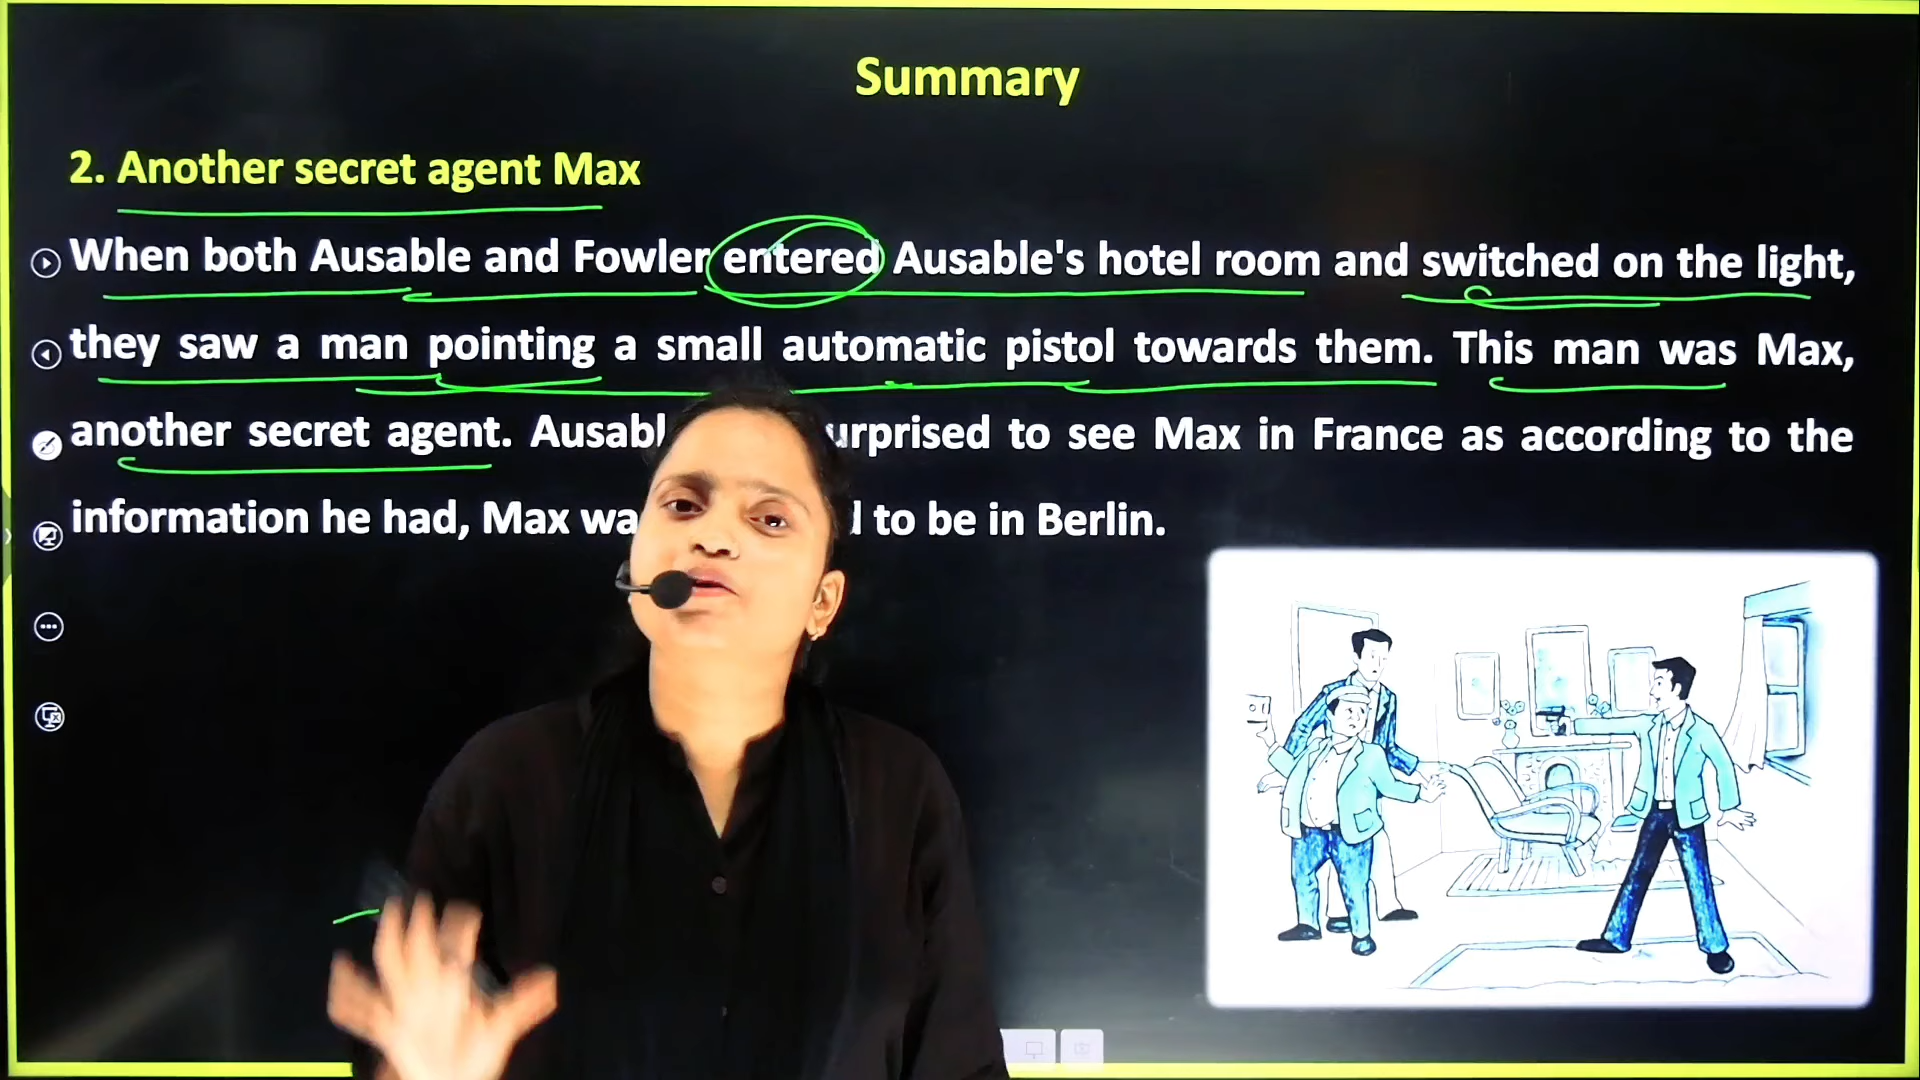 Summary
2. Another secret agent Max
When both Ausable and Fowler entered Ausable's hotel room and switched on the light,
they saw a man pointing a small automatic pistol towards them. This man was Max,
another secret agent. urprised to see Max in France as according to the
information he had, Max to be in Berlin.